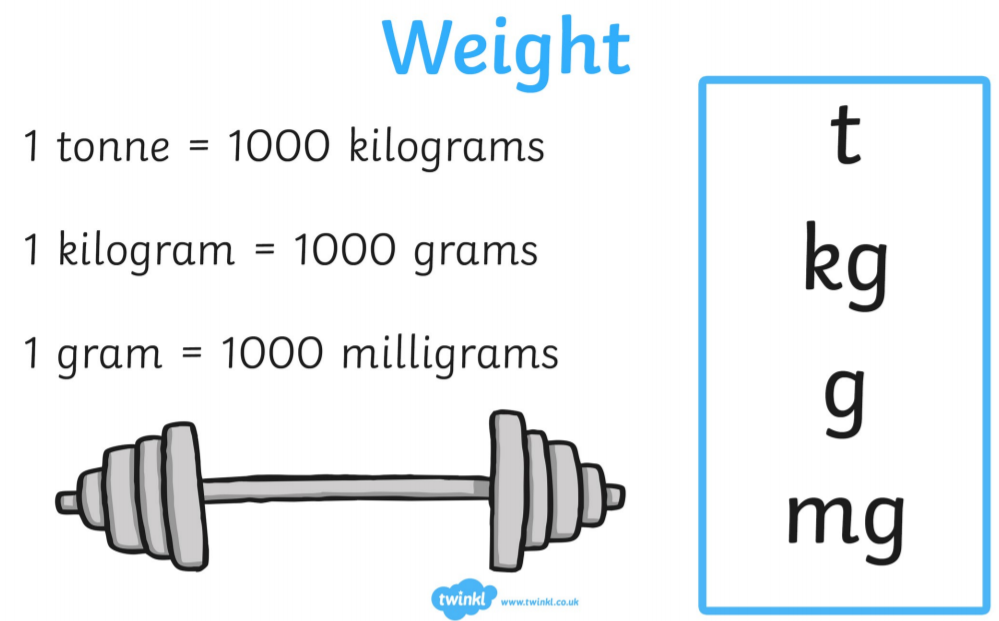 Weight
1 tonne = 1000 kilograms
1 kilogram = 1000 grams
1 gram = 1000 milligrams
t
kg
g
mg
twinkl www.twinkl.co.uk